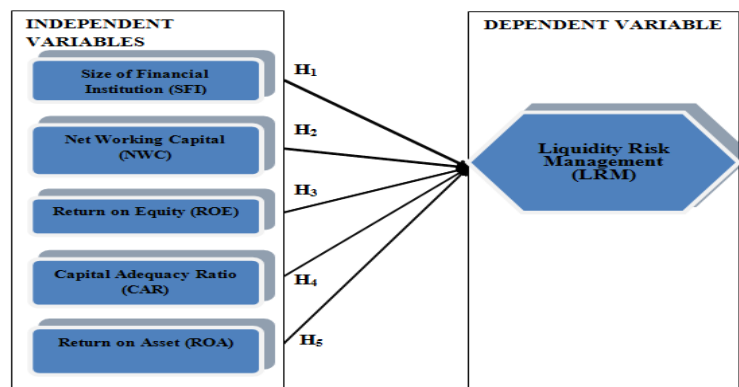 INDEPENDENT
VARIABLES
Size of Financial
Institution (SFI)
Net Working Capital
(NWC)
Return on Equity (ROE)
Capital Adequacy Ratio
(CAR)
Return on Asset (ROA)
H1
H2
H3
H4
H5
DEPENDENT VARIABLE
Liquidity Risk
Management
(LRM)